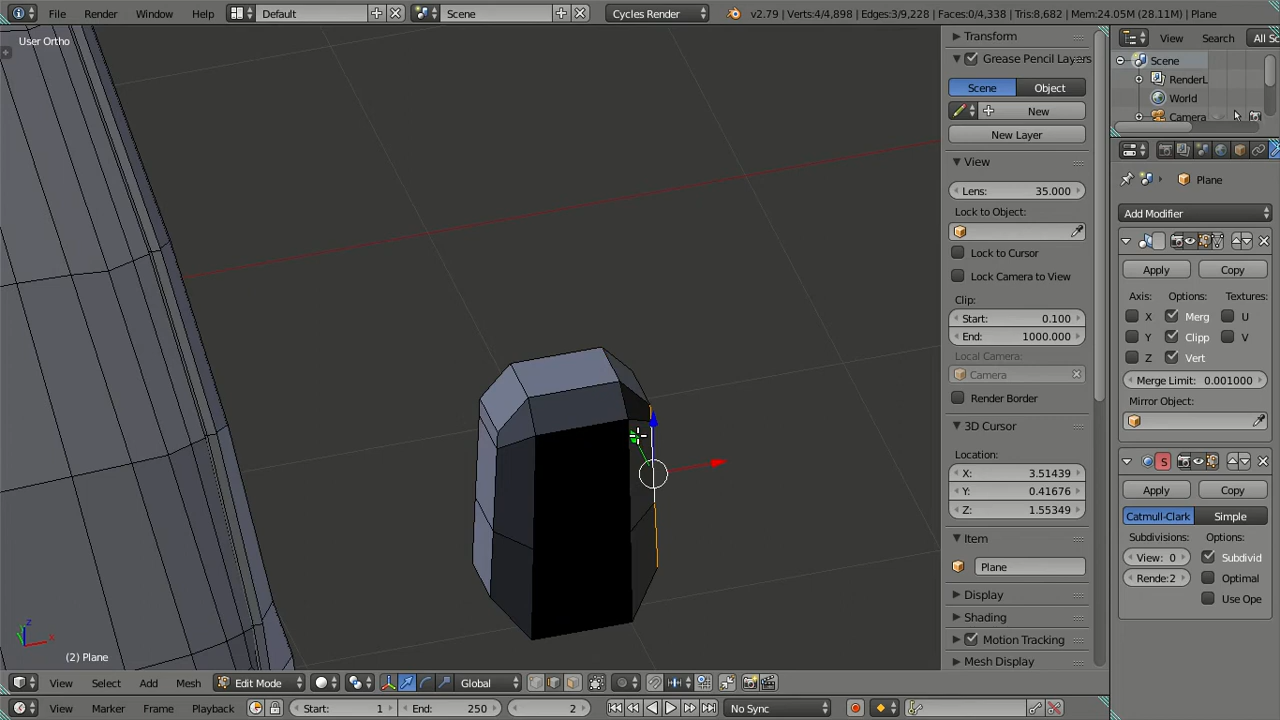 File Render Window Help Default Scene Cycles Render v2.79 | Verts:4/4,898 | Edges:3/9,228 | Faces:0/4,338 | Tris:8,682 | Mem:24.05M (28.11M) | Plane
User Ortho
Transform
Grease Pencil Layers
Scene Object
New
New Layer
View
Lens: 35.000
Lock to Object:
Lock to Cursor
Lock Camera to View
Clip:
Start: 0.100
End: 1000.000
Local Camera:
Camera
Render Border
3D Cursor
Location:
X: 3.51439
Y: 0.41676
Z: 1.55349
Item
Plane
Display
Shading
Motion Tracking
Mesh Display
View Search All Sc
Scene
RenderL
World
Camera
Plane
Add Modifier
Apply Copy
Axis: Options: Textures:
X Merg U
Y Clipp V
Z Vert
Merge Limit: 0.001000
Mirror Object:
S
Apply Copy
Catmull-Clark Simple
Subdivisions: Options:
View: 0 Subdivid
Rende:2 Optimal
Use Ope
z
x
(2) Plane
View Select Add Mesh Edit Mode Global
View Marker Frame Playback Start: 1 End: 250 2 No Sync